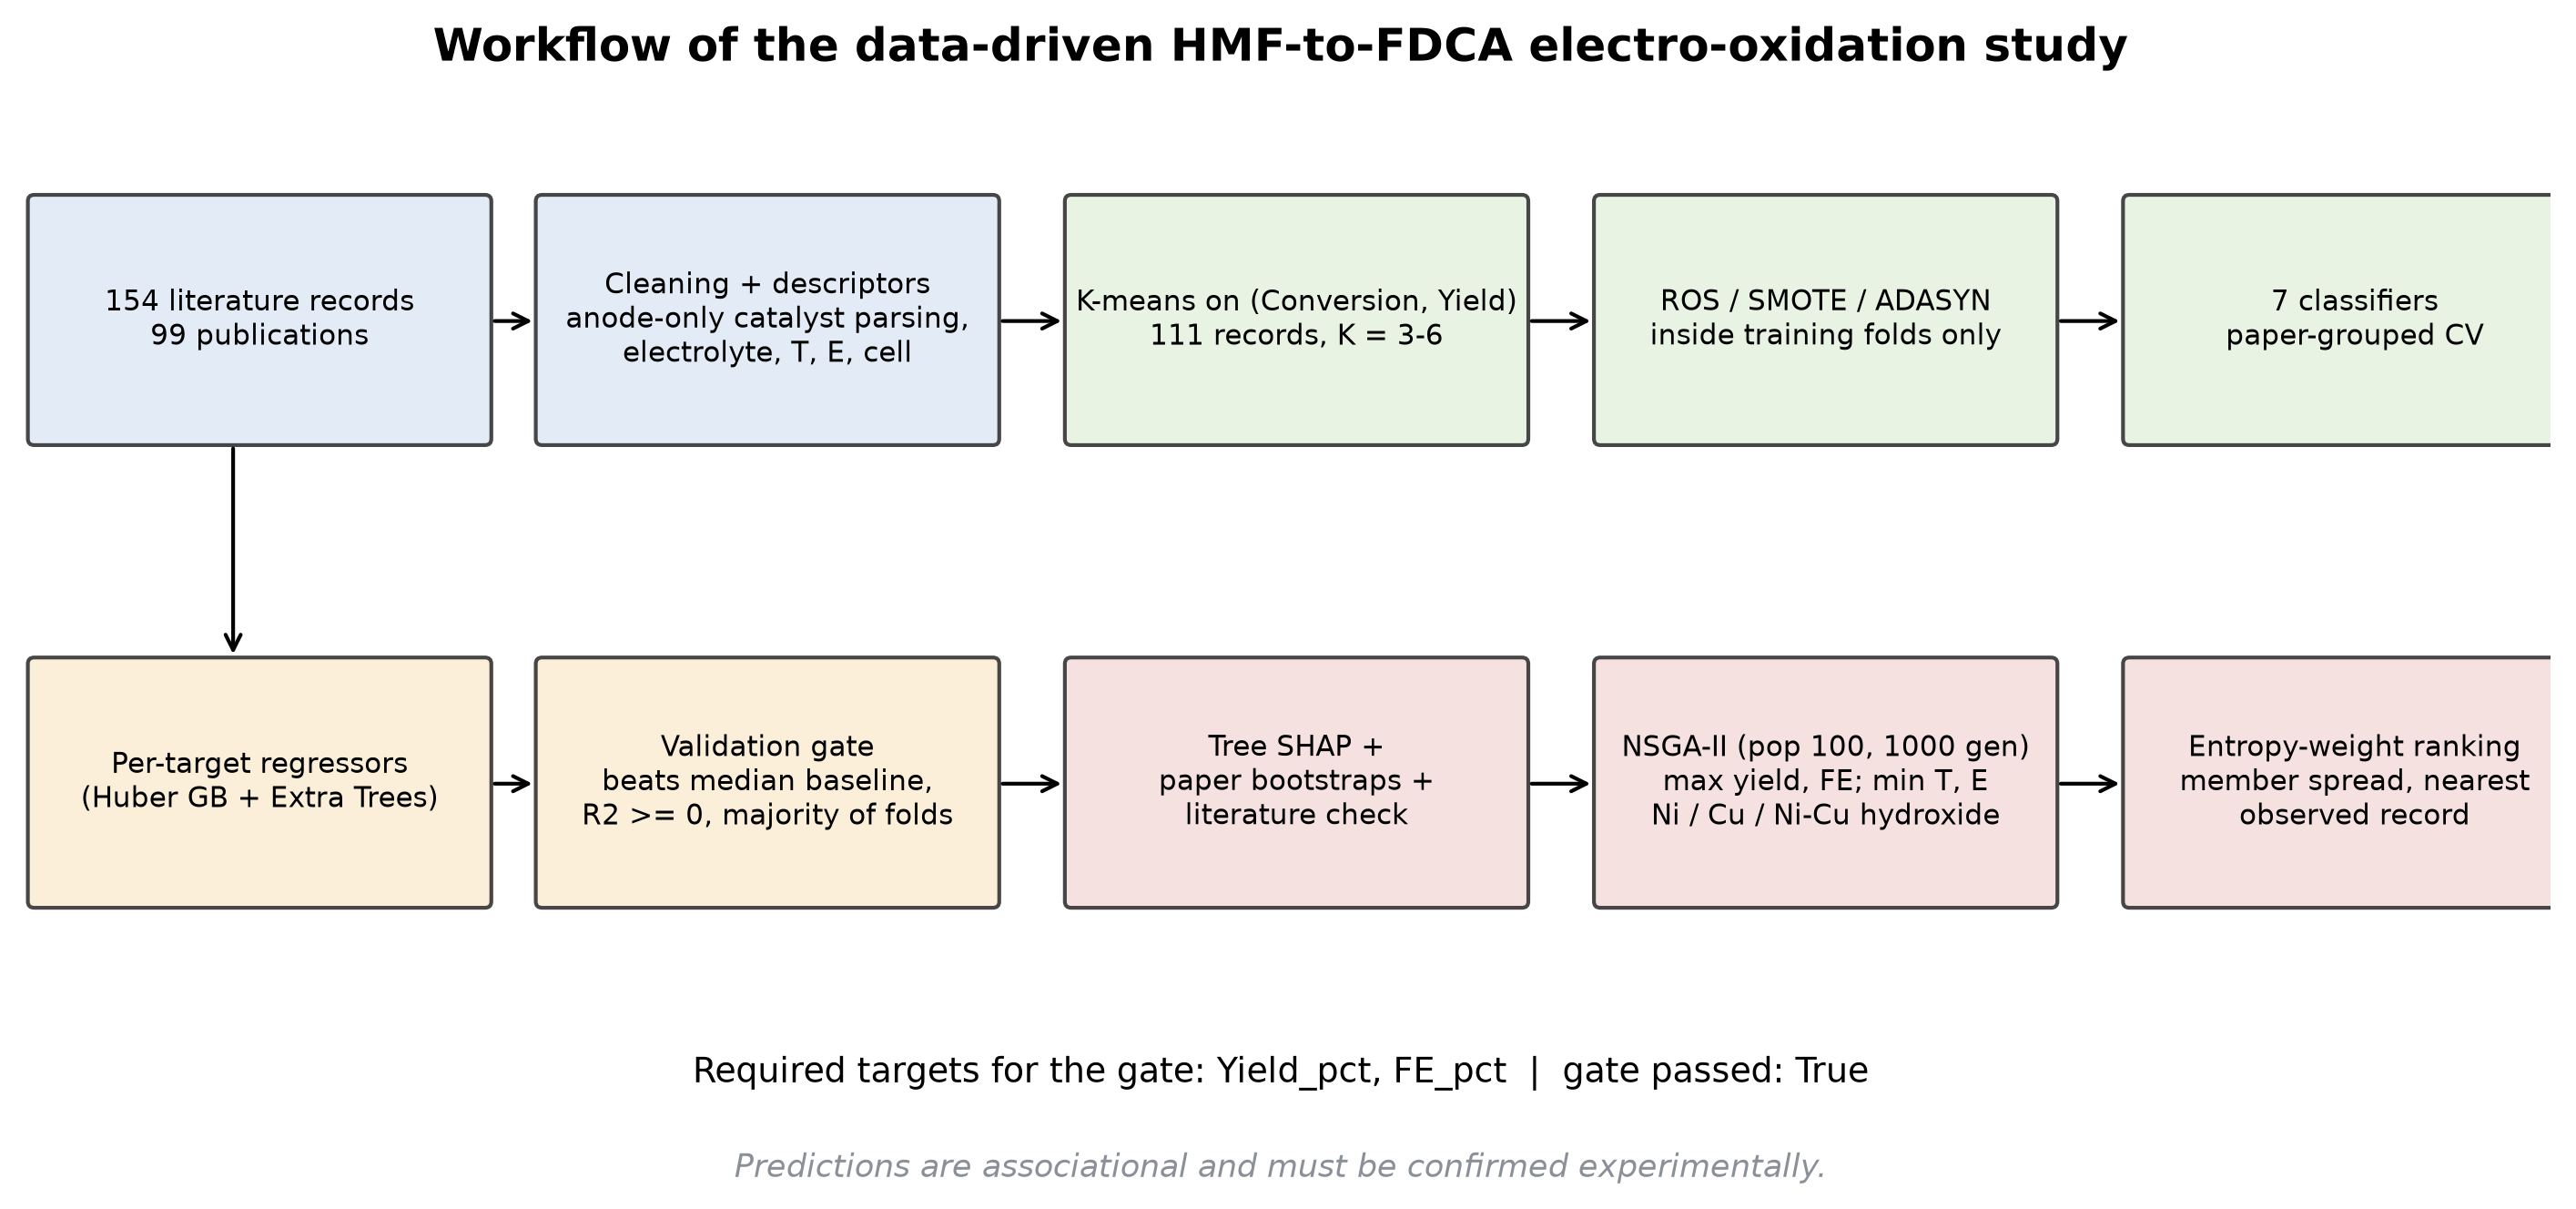 Workflow of the data-driven HMF-to-FDCA electro-oxidation study
154 literature records
99 publications
Cleaning + descriptors
anode-only catalyst parsing,
electrolyte, T, E, cell
K-means on (Conversion, Yield)
111 records, K = 3-6
ROS / SMOTE / ADASYN
inside training folds only
7 classifiers
paper-grouped CV
Per-target regressors
(Huber GB + Extra Trees)
Validation gate
beats median baseline,
R2 >= 0, majority of folds
Tree SHAP +
paper bootstraps +
literature check
NSGA-II (pop 100, 1000 gen)
max yield, FE; min T, E
Ni / Cu / Ni-Cu hydroxide
Entropy-weight ranking
member spread, nearest
observed record
Required targets for the gate: Yield_pct, FE_pct | gate passed: True
Predictions are associational and must be confirmed experimentally.